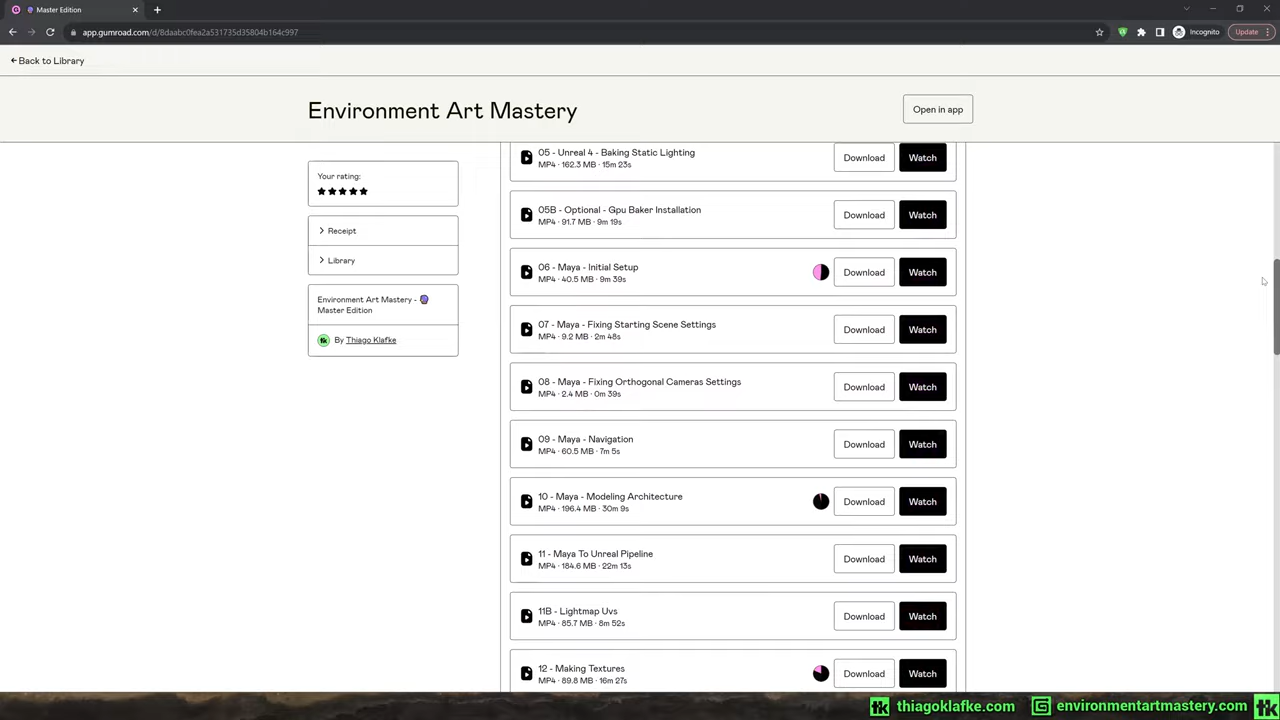 Master Edition
app.gumroad.com/d/8daabc0fea2a531735d35804b164c997
Incognito
Update
Back to Library
Environment Art Mastery
Open in app
Your rating:
Receipt
Library
Environment Art Mastery - 🔮
Master Edition
By Thiago Klafke
05 - Unreal 4 - Baking Static Lighting
MP4 · 162.3 MB · 15m 23s
Download
Watch
05B - Optional - Gpu Baker Installation
MP4 · 91.7 MB · 9m 19s
Download
Watch
06 - Maya - Initial Setup
MP4 · 40.5 MB · 9m 39s
Download
Watch
07 - Maya - Fixing Starting Scene Settings
MP4 · 9.2 MB · 2m 48s
Download
Watch
08 - Maya - Fixing Orthogonal Cameras Settings
MP4 · 2.4 MB · 0m 39s
Download
Watch
09 - Maya - Navigation
MP4 · 60.5 MB · 7m 5s
Download
Watch
10 - Maya - Modeling Architecture
MP4 · 196.4 MB · 30m 9s
Download
Watch
11 - Maya To Unreal Pipeline
MP4 · 184.6 MB · 22m 13s
Download
Watch
11B - Lightmap Uvs
MP4 · 85.7 MB · 8m 52s
Download
Watch
12 - Making Textures
MP4 · 89.8 MB · 16m 27s
Download
Watch
tk thiagoklafke.com
G environmentartmastery.com
tk